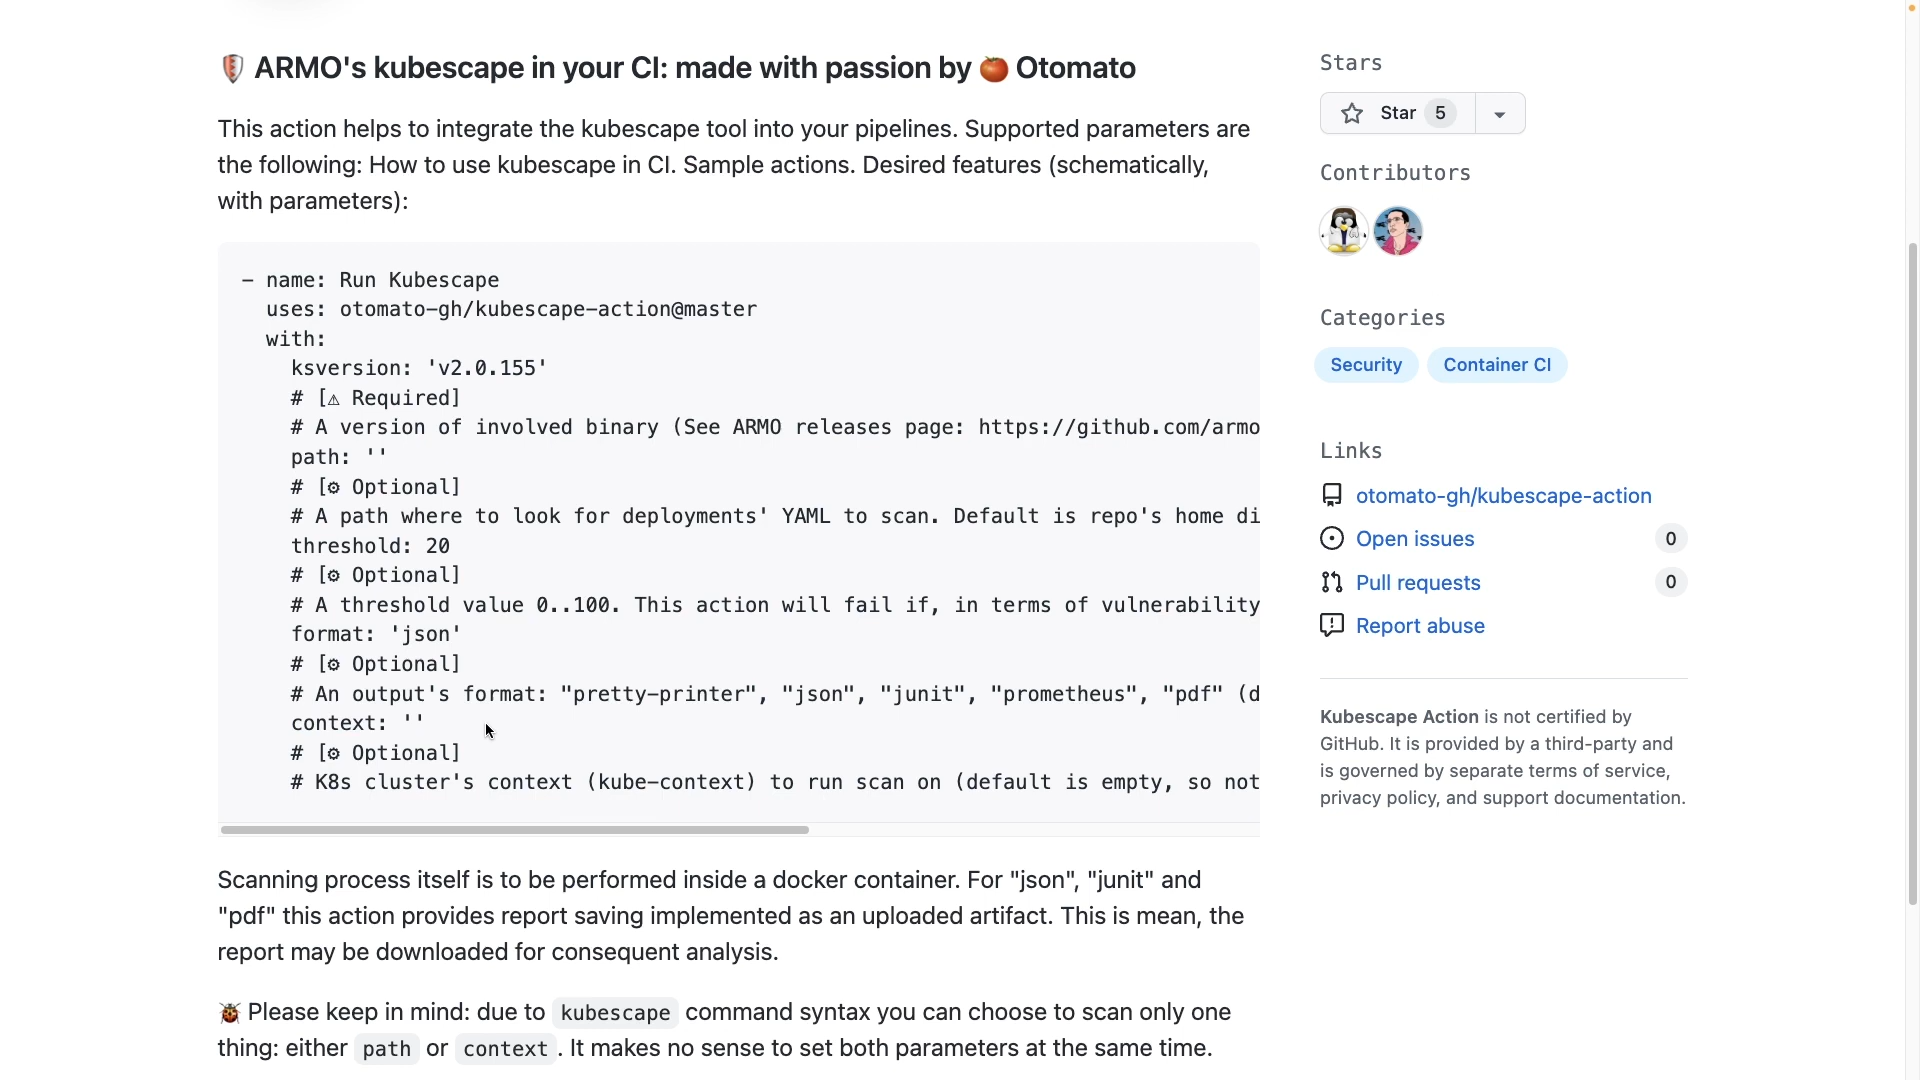 ARMO's kubescape in your CI: made with passion by 🍅 Otomato
This action helps to integrate the kubescape tool into your pipelines. Supported parameters are
the following: How to use kubescape in CI. Sample actions. Desired features (schematically,
with parameters):
– name: Run Kubescape
uses: otomato-gh/kubescape-action@master
with:
ksversion: 'v2.0.155'
# [⚠ Required]
# A version of involved binary (See ARMO releases page: https://github.com/armo
path: ''
# [⚙ Optional]
# A path where to look for deployments' YAML to scan. Default is repo's home di
threshold: 20
# [⚙ Optional]
# A threshold value 0..100. This action will fail if, in terms of vulnerability
format: 'json'
# [⚙ Optional]
# An output's format: "pretty-printer", "json", "junit", "prometheus", "pdf" (d
context: ''
# [⚙ Optional]
# K8s cluster's context (kube-context) to run scan on (default is empty, so not
Scanning process itself is to be performed inside a docker container. For "json", "junit" and
"pdf" this action provides report saving implemented as an uploaded artifact. This is mean, the
report may be downloaded for consequent analysis.
🐞 Please keep in mind: due to kubescape command syntax you can choose to scan only one
thing: either path or context . It makes no sense to set both parameters at the same time.
Stars
Star 5
Contributors
Categories
Security Container CI
Links
otomato-gh/kubescape-action
Open issues 0
Pull requests 0
Report abuse
Kubescape Action is not certified by
GitHub. It is provided by a third-party and
is governed by separate terms of service,
privacy policy, and support documentation.